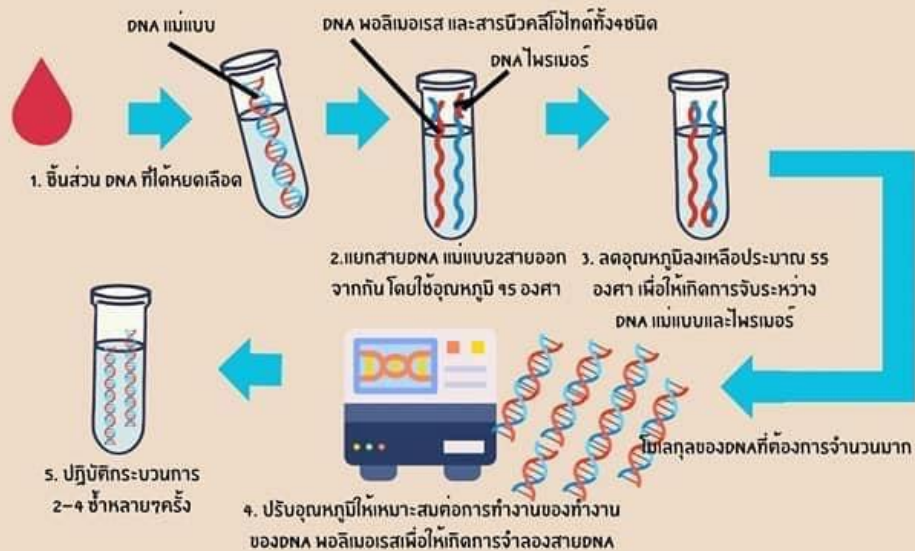 DNA แม่แบบ
DNA พอลิเมอเรส และสารนิวคลีโอไทด์ทั้ง4ชนิด
DNA ไพรเมอร์
1. ชิ้นส่วน DNA ที่ได้หยดเลือด
2.แยกสายDNA แม่แบบ2สายออก
จากกัน โดยใช้อุณหภูมิ 95 องศา
3. ลดอุณหภูมิลงเหลือประมาณ 55
องศา เพื่อให้เกิดการจับระหว่าง
DNA แม่แบบและไพรเมอร์
โมเลกุลของDNAที่ต้องการจำนวนมาก
4. ปรับอุณหภูมิให้เหมาะสมต่อการทำงานของทำงาน
ของDNA พอลิเมอเรสเพื่อให้เกิดการจำลองสายDNA
5. ปฏิบัติกระบวนการ
2-4 ซ้ำหลายๆครั้ง